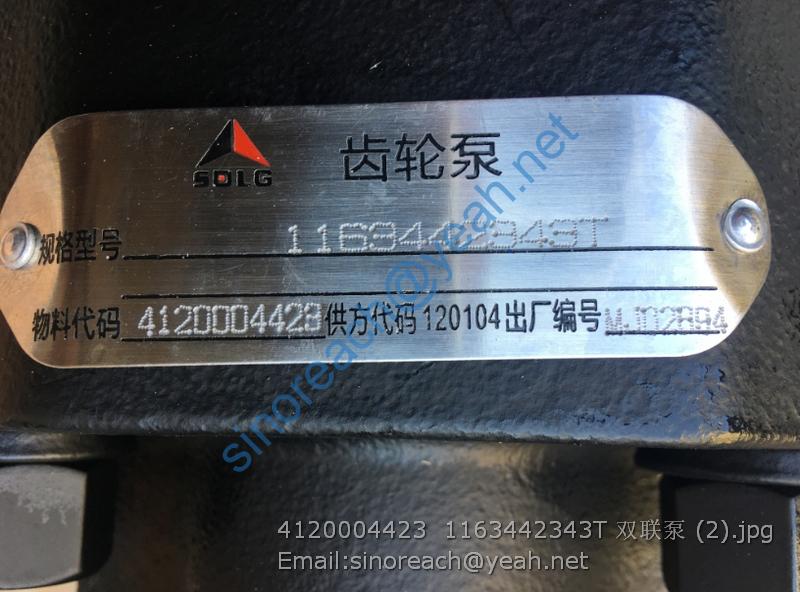 SDLG
齿轮泵
规格型号 1163442343T
物料代码 4120004423 供方代码 120104 出厂编号
sinoreach@yeah.net
4120004423 1163442343T 双联泵 (2).jpg
Email:sinoreach@yeah.net